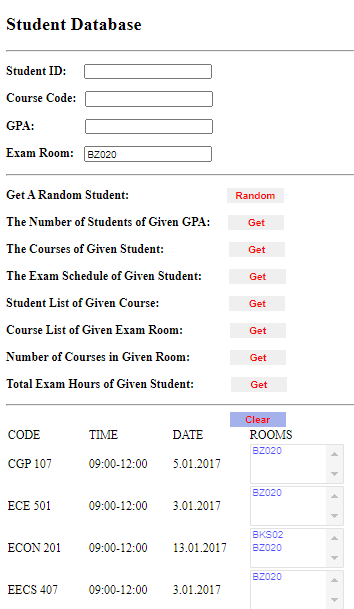 Student Database
Student ID:
Course Code:
GPA:
Exam Room: BZ020
Get A Random Student: Random
The Number of Students of Given GPA: Get
The Courses of Given Student: Get
The Exam Schedule of Given Student: Get
Student List of Given Course: Get
Course List of Given Exam Room: Get
Number of Courses in Given Room: Get
Total Exam Hours of Given Student: Get
Clear
CODE TIME DATE ROOMS
CGP 107 09:00-12:00 5.01.2017 BZ020
ECE 501 09:00-12:00 3.01.2017 BZ020
ECON 201 09:00-12:00 13.01.2017 BKS02
BZ020
EECS 407 09:00-12:00 3.01.2017 BZ020